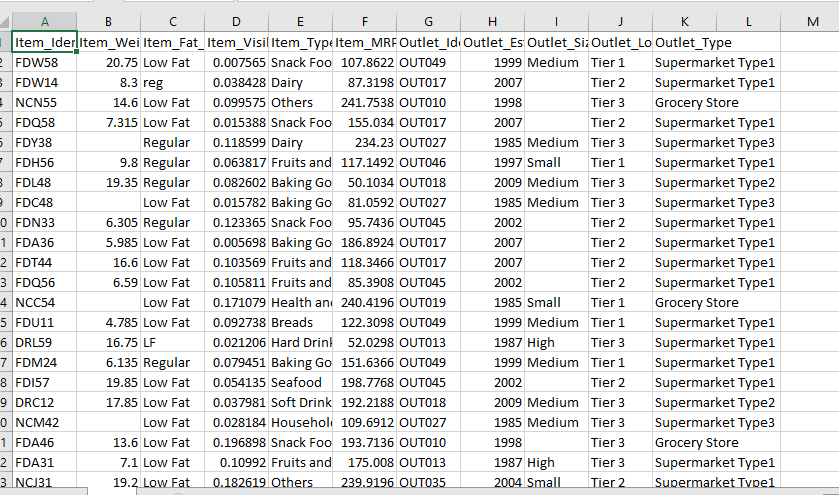 A B C D E F G H I J K L M
Item_Iden Item_Wei Item_Fat_ Item_Visil Item_Type Item_MRP Outlet_Ide Outlet_Es Outlet_Siz Outlet_Lo Outlet_Type
2 FDW58 20.75 Low Fat 0.007565 Snack Foo 107.8622 OUT049 1999 Medium Tier 1 Supermarket Type1
3 FDW14 8.3 reg 0.038428 Dairy 87.3198 OUT017 2007 Tier 2 Supermarket Type1
4 NCN55 14.6 Low Fat 0.099575 Others 241.7538 OUT010 1998 Tier 3 Grocery Store
5 FDQ58 7.315 Low Fat 0.015388 Snack Foo 155.034 OUT017 2007 Tier 2 Supermarket Type1
6 FDY38 Regular 0.118599 Dairy 234.23 OUT027 1985 Medium Tier 3 Supermarket Type3
7 FDH56 9.8 Regular 0.063817 Fruits and 117.1492 OUT046 1997 Small Tier 1 Supermarket Type1
8 FDL48 19.35 Regular 0.082602 Baking Go 50.1034 OUT018 2009 Medium Tier 3 Supermarket Type2
9 FDC48 Low Fat 0.015782 Baking Go 81.0592 OUT027 1985 Medium Tier 3 Supermarket Type3
0 FDN33 6.305 Regular 0.123365 Snack Foo 95.7436 OUT045 2002 Tier 2 Supermarket Type1
1 FDA36 5.985 Low Fat 0.005698 Baking Go 186.8924 OUT017 2007 Tier 2 Supermarket Type1
2 FDT44 16.6 Low Fat 0.103569 Fruits and 118.3466 OUT017 2007 Tier 2 Supermarket Type1
3 FDQ56 6.59 Low Fat 0.105811 Fruits and 85.3908 OUT045 2002 Tier 2 Supermarket Type1
4 NCC54 Low Fat 0.171079 Health an 240.4196 OUT019 1985 Small Tier 1 Grocery Store
5 FDU11 4.785 Low Fat 0.092738 Breads 122.3098 OUT049 1999 Medium Tier 1 Supermarket Type1
6 DRL59 16.75 LF 0.021206 Hard Drink 52.0298 OUT013 1987 High Tier 3 Supermarket Type1
7 FDM24 6.135 Regular 0.079451 Baking Go 151.6366 OUT049 1999 Medium Tier 1 Supermarket Type1
8 FDI57 19.85 Low Fat 0.054135 Seafood 198.7768 OUT045 2002 Tier 2 Supermarket Type1
9 DRC12 17.85 Low Fat 0.037981 Soft Drink 192.2188 OUT018 2009 Medium Tier 3 Supermarket Type2
0 NCM42 Low Fat 0.028184 Househol 109.6912 OUT027 1985 Medium Tier 3 Supermarket Type3
1 FDA46 13.6 Low Fat 0.196898 Snack Foo 193.7136 OUT010 1998 Tier 3 Grocery Store
2 FDA31 7.1 Low Fat 0.10992 Fruits and 175.008 OUT013 1987 High Tier 3 Supermarket Type1
3 NCJ31 19.2 Low Fat 0.182619 Others 239.9196 OUT035 2004 Small Tier 2 Supermarket Type1